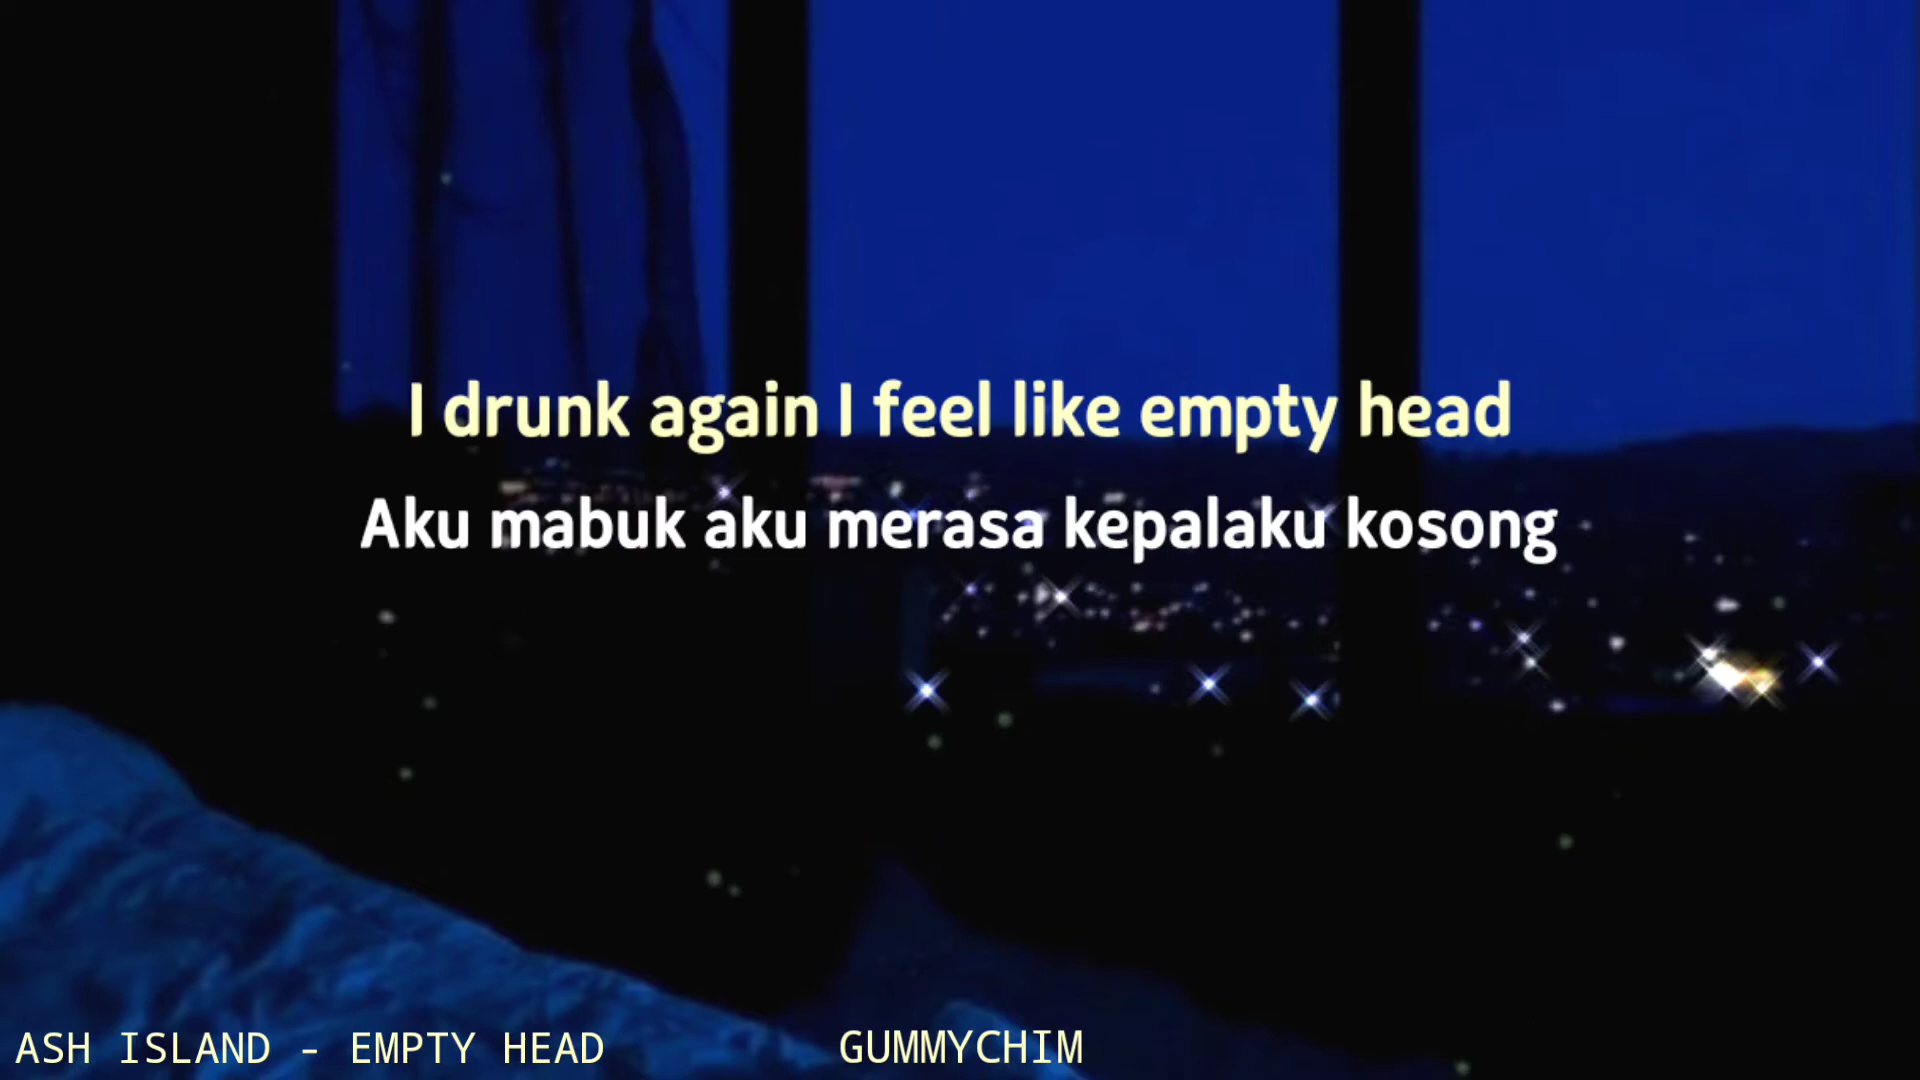 I drunk again I feel like empty head
Aku mabuk aku merasa kepalaku kosong
ASH ISLAND - EMPTY HEAD
GUMMYCHIM